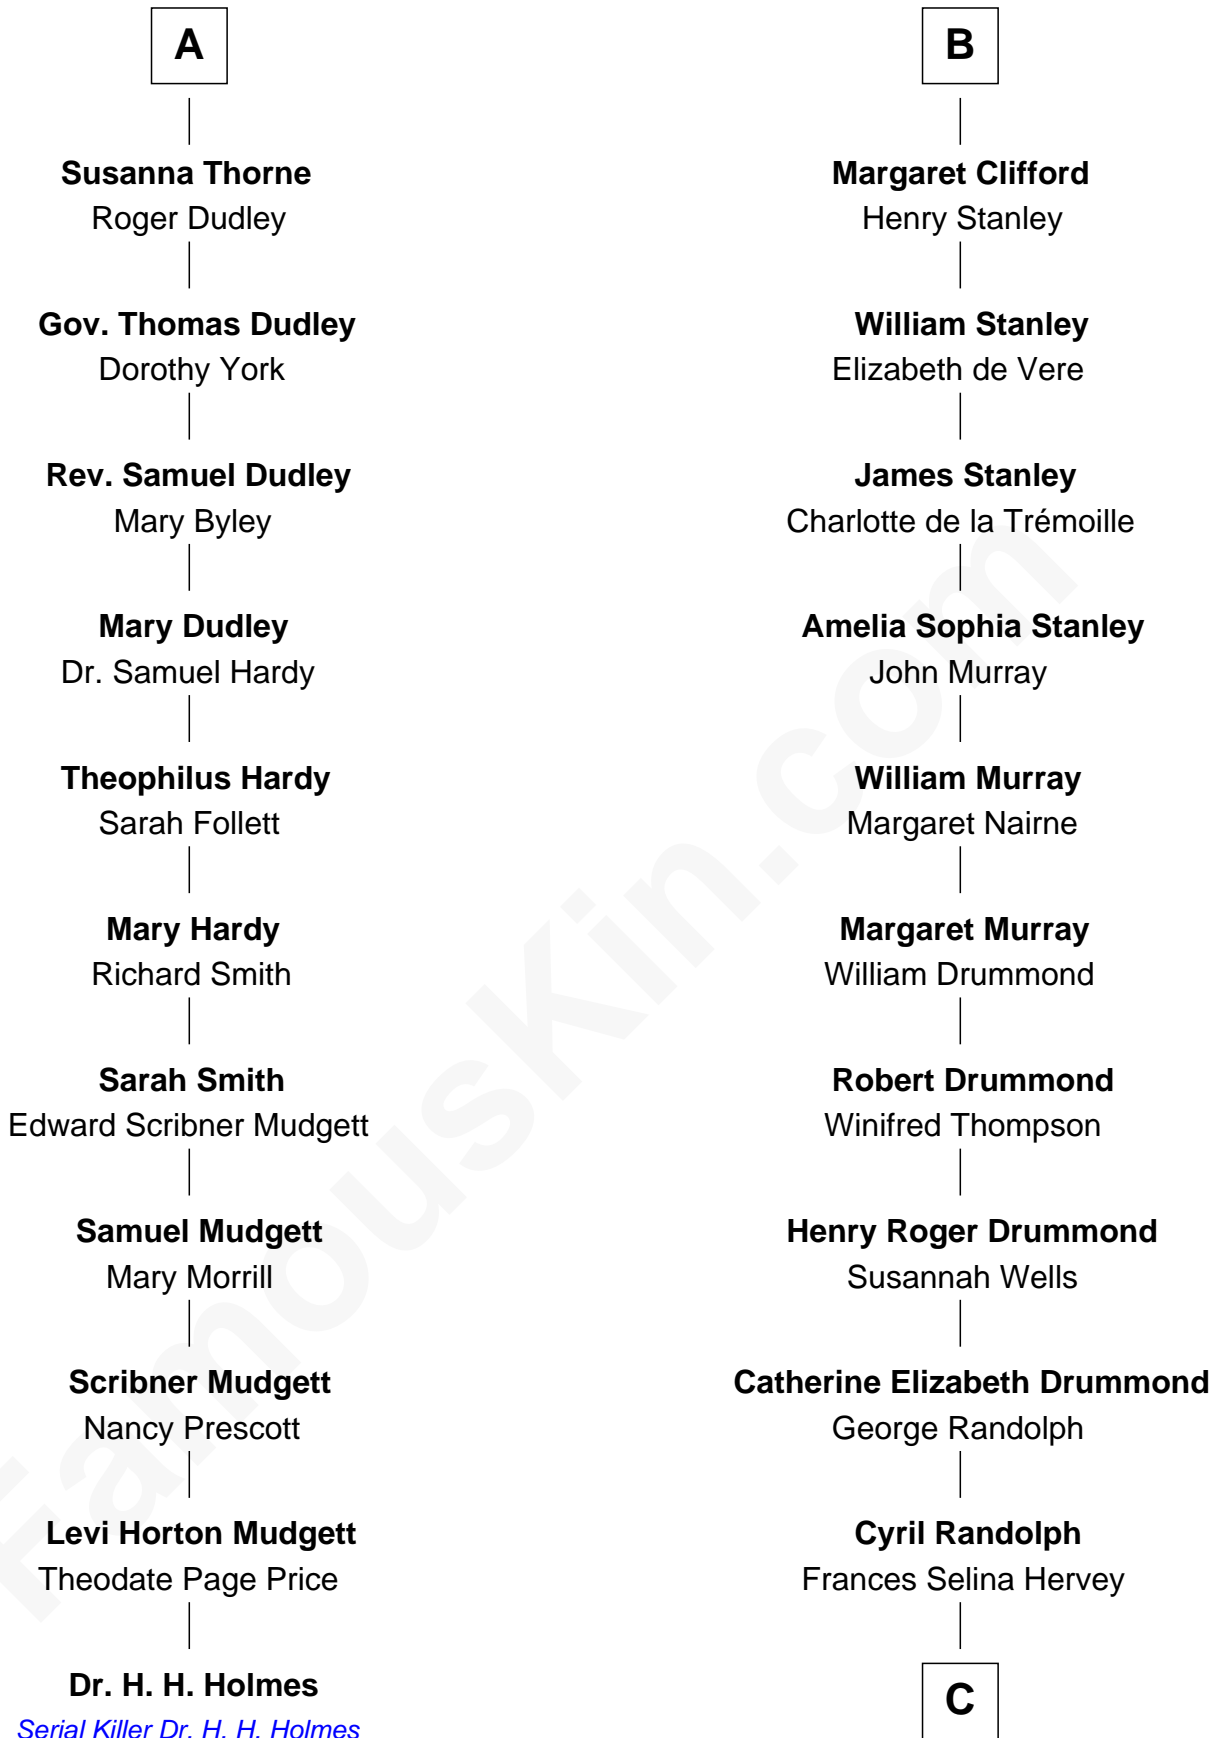 A
Susanna Thorne
Roger Dudley
Gov. Thomas Dudley
Dorothy York
Rev. Samuel Dudley
Mary Byley
Mary Dudley
Dr. Samuel Hardy
Theophilus Hardy
Sarah Follett
Mary Hardy
Richard Smith
Sarah Smith
Edward Scribner Mudgett
Samuel Mudgett
Mary Morrill
Scribner Mudgett
Nancy Prescott
Levi Horton Mudgett
Theodate Page Price
Dr. H. H. Holmes
Serial Killer Dr. H. H. Holmes
B
Margaret Clifford
Henry Stanley
William Stanley
Elizabeth de Vere
James Stanley
Charlotte de la Trémoille
Amelia Sophia Stanley
John Murray
William Murray
Margaret Nairne
Margaret Murray
William Drummond
Robert Drummond
Winifred Thompson
Henry Roger Drummond
Susannah Wells
Catherine Elizabeth Drummond
George Randolph
Cyril Randolph
Frances Selina Hervey
C
FamousKin.com